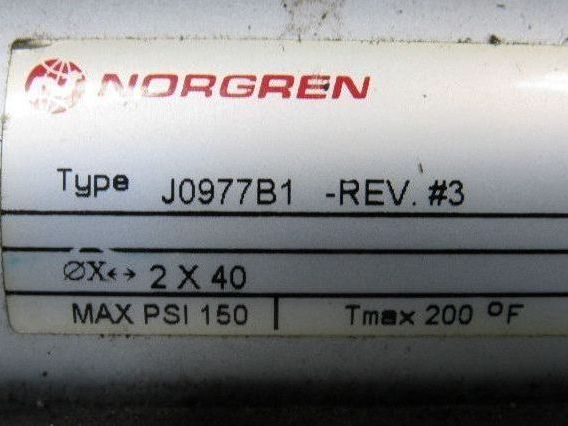 NORGREN
Type J0977B1 -REV. #3
ØX↔ 2 X 40
MAX PSI 150 | Tmax 200 °F